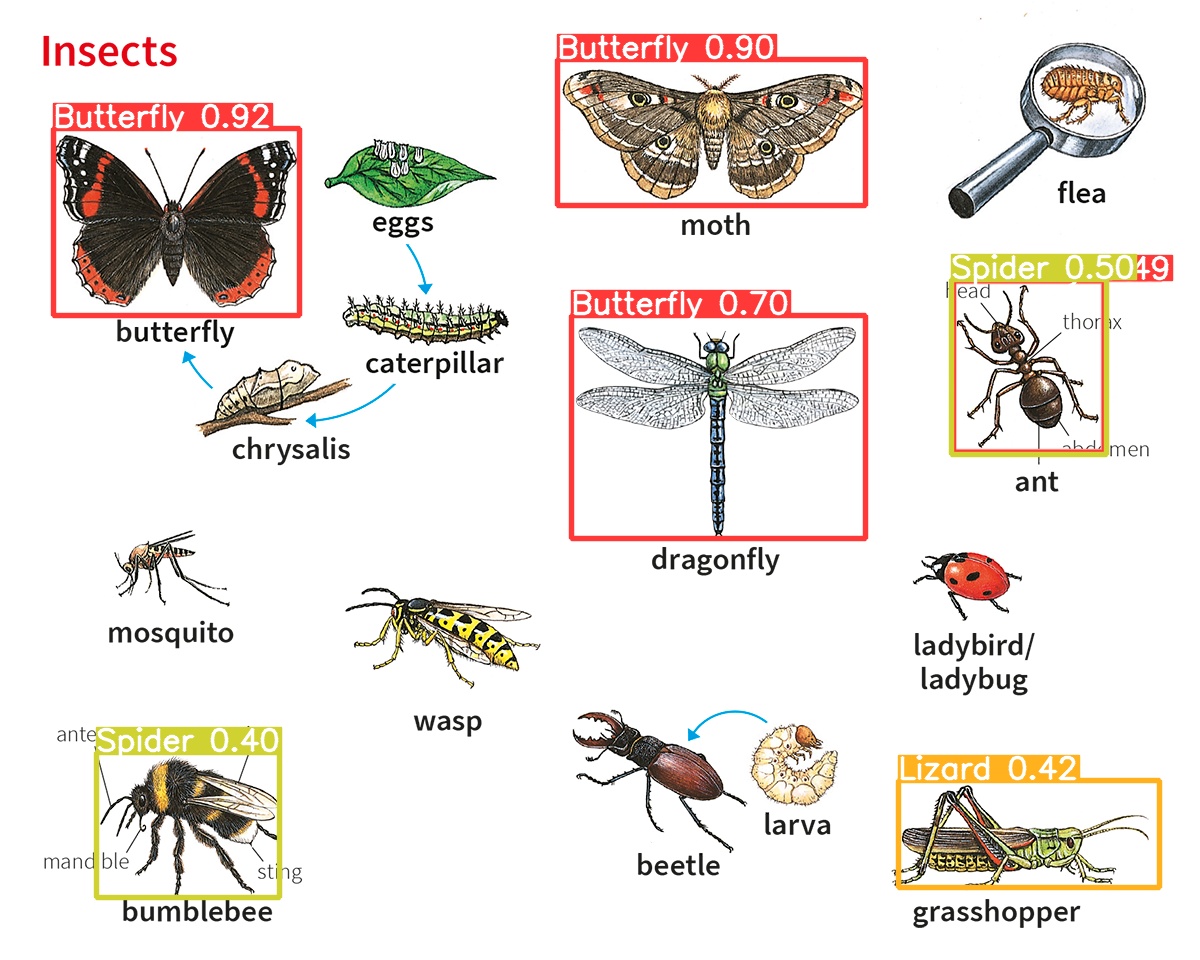 Insects
Butterfly 0.92
butterfly
eggs
caterpillar
chrysalis
Butterfly 0.90
moth
flea
Butterfly 0.70
dragonfly
Spider 0.50
49
head
thorax
abdomen
ant
mosquito
wasp
ladybird/
ladybug
Spider 0.40
ante
mandible
sting
bumblebee
beetle
larva
Lizard 0.42
grasshopper